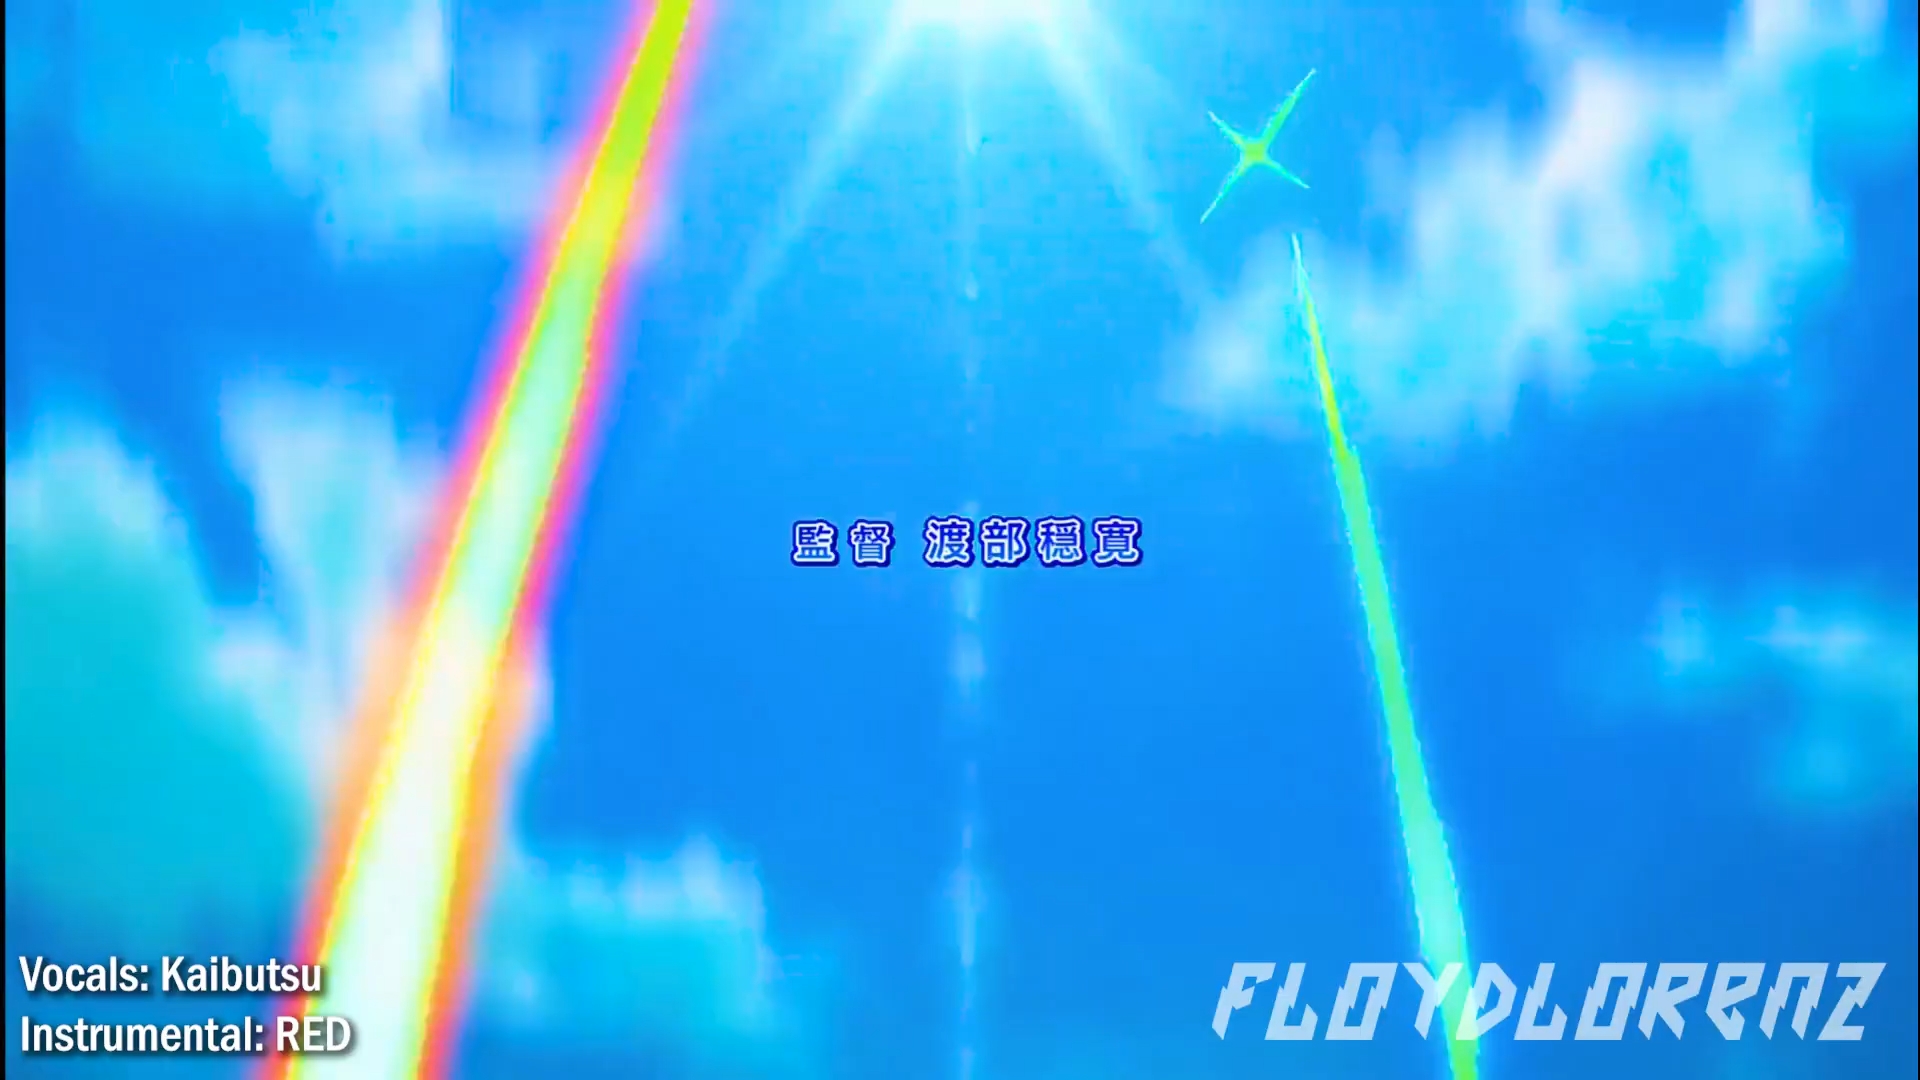 監督 渡部穏寛
Vocals: Kaibutsu
Instrumental: RED
FLOYDLORENZ